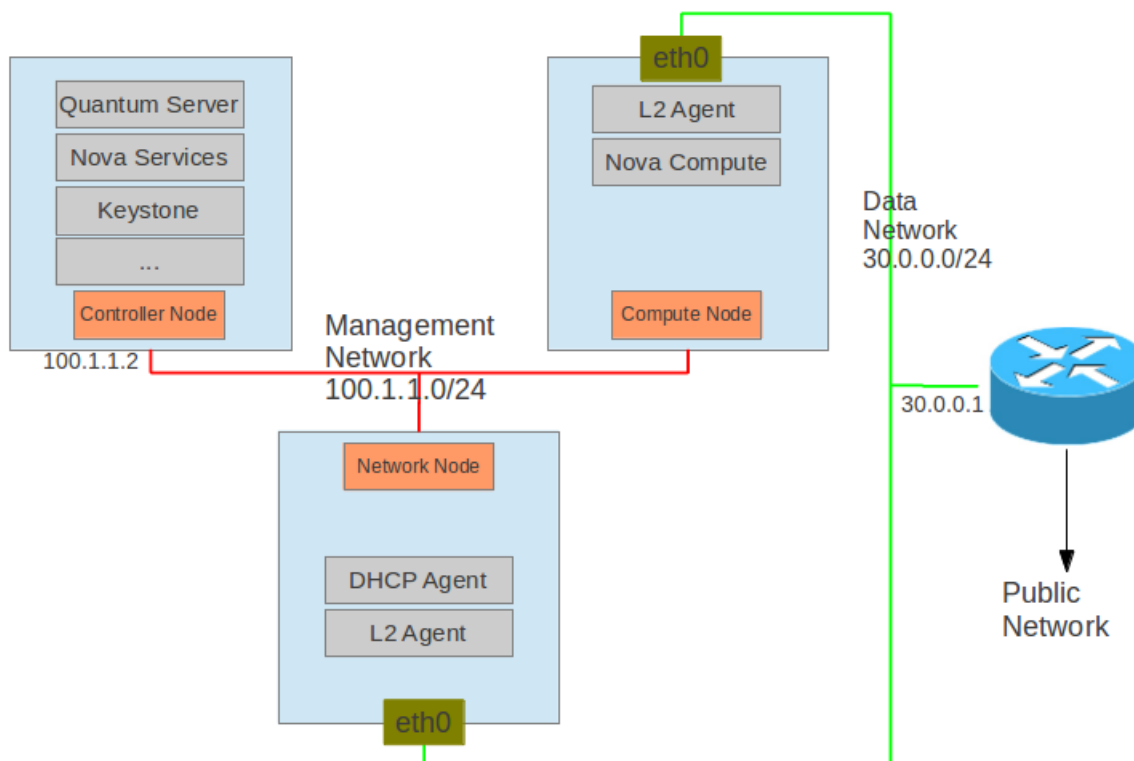 Quantum Server
Nova Services
Keystone
...
Controller Node
100.1.1.2
eth0
L2 Agent
Nova Compute
Compute Node
Data
Network
30.0.0.0/24
Management
Network
100.1.1.0/24
30.0.0.1
Network Node
DHCP Agent
L2 Agent
eth0
Public
Network